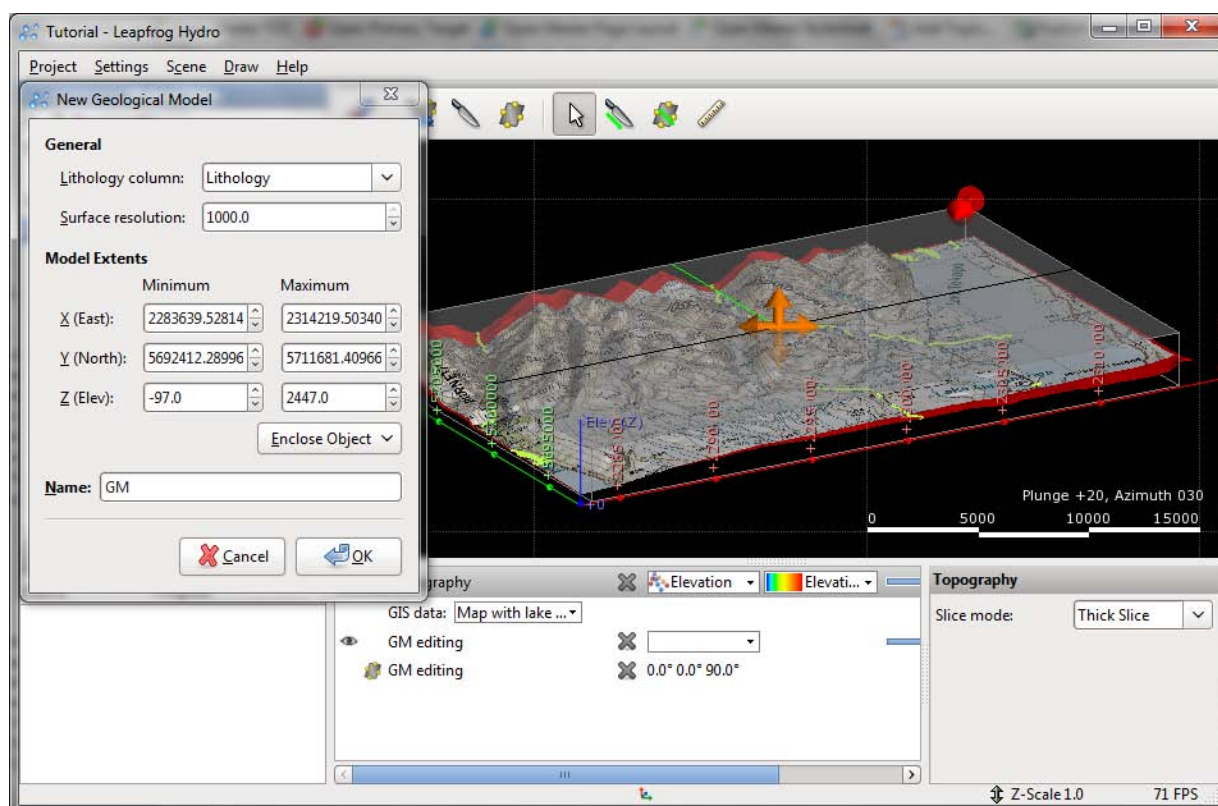 Tutorial - Leapfrog Hydro
Project Settings Scene Draw Help
New Geological Model
General
Lithology column: Lithology
Surface resolution: 1000.0
Model Extents
Minimum Maximum
X (East): 2283639.52814 2314219.50340
Y (North): 5692412.28996 5711681.40966
Z (Elev): -97.0 2447.0
Enclose Object
Name: GM
Cancel OK
Elev (Z)
+0
Plunge +20, Azimuth 030
0 5000 10000 15000
Elevation Elevati...
GIS data: Map with lake ...
GM editing
GM editing 0.0° 0.0° 90.0°
Topography
Slice mode: Thick Slice
Z-Scale 1.0 71 FPS